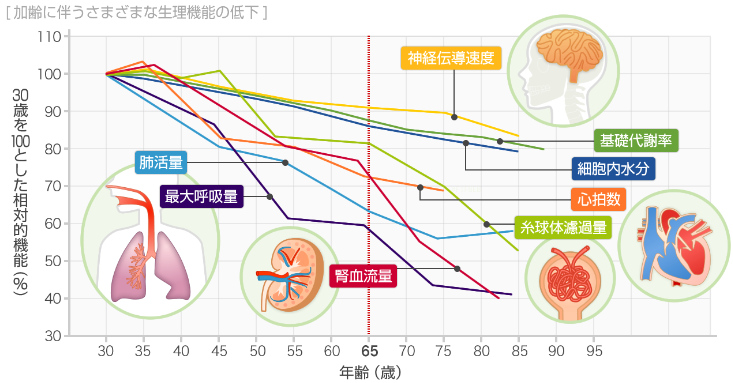 [ 加齢に伴うさまざまな生理機能の低下 ]
30歳を100とした相対的機能（％）
110
100
90
80
70
60
50
40
30
神経伝導速度
基礎代謝率
細胞内水分
肺活量
最大呼吸量
心拍数
糸球体濾過量
腎血流量
30 35 40 45 50 55 60 65 70 75 80 85 90 95
年齢（歳）